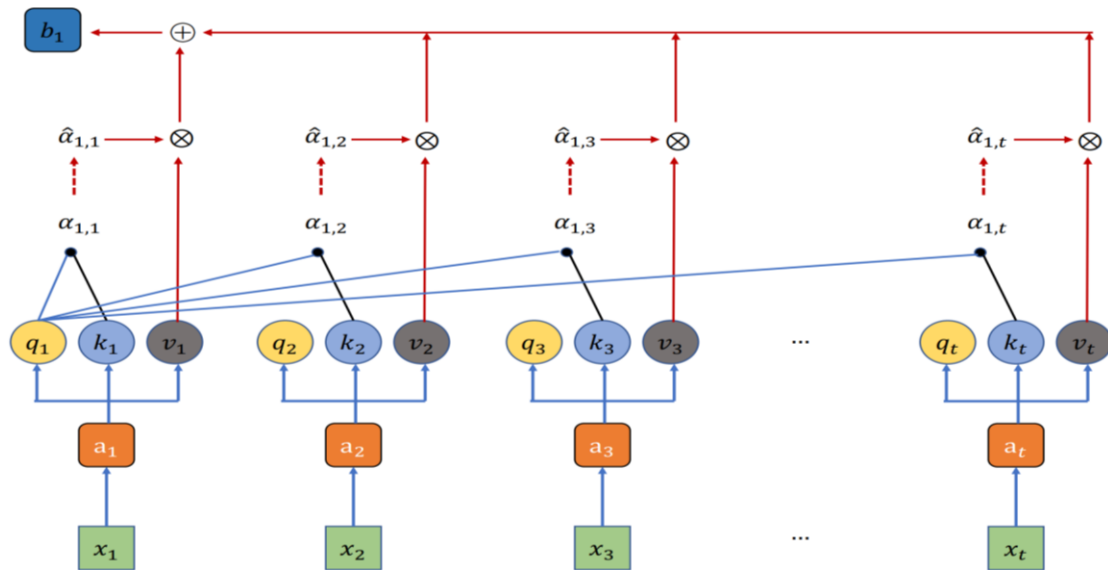 b₁ ⊕
α̂₁,₁ ⊗ α̂₁,₂ ⊗ α̂₁,₃ ⊗ α̂₁,ₜ ⊗
α₁,₁ α₁,₂ α₁,₃ α₁,ₜ
q₁ k₁ v₁ q₂ k₂ v₂ q₃ k₃ v₃ ... qₜ kₜ vₜ
a₁ a₂ a₃ aₜ
x₁ x₂ x₃ ... xₜ